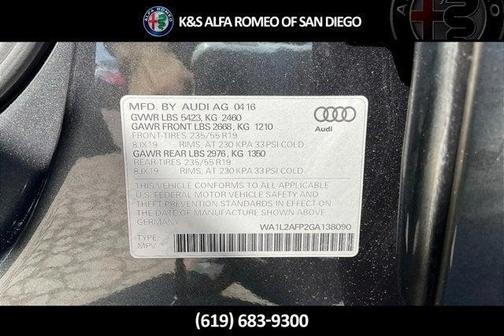 K&S ALFA ROMEO OF SAN DIEGO
MFD. BY AUDI AG 04 16
GVWR LBS 5423, KG 2460
GAWR FRONT LBS 2668, KG 1210
FRONT-TIRES 235/55 R19
8JX19 RIMS, AT 230 KPA 33 PSI COLD
GAWR REAR LBS 2976, KG 1350
REAR-TIRES 235/55 R19
8JX19 RIMS, AT 230 KPA 33 PSI COLD
Audi
THIS VEHICLE CONFORMS TO ALL APPLICABLE
U.S. FEDERAL MOTOR VEHICLE SAFETY AND
THEFT PREVENTION STANDARDS IN EFFECT ON
THE DATE OF MANUFACTURE SHOWN ABOVE
GERMANY
WA1L2AFP2GA138090
TYPE:
MPV
(619) 683-9300